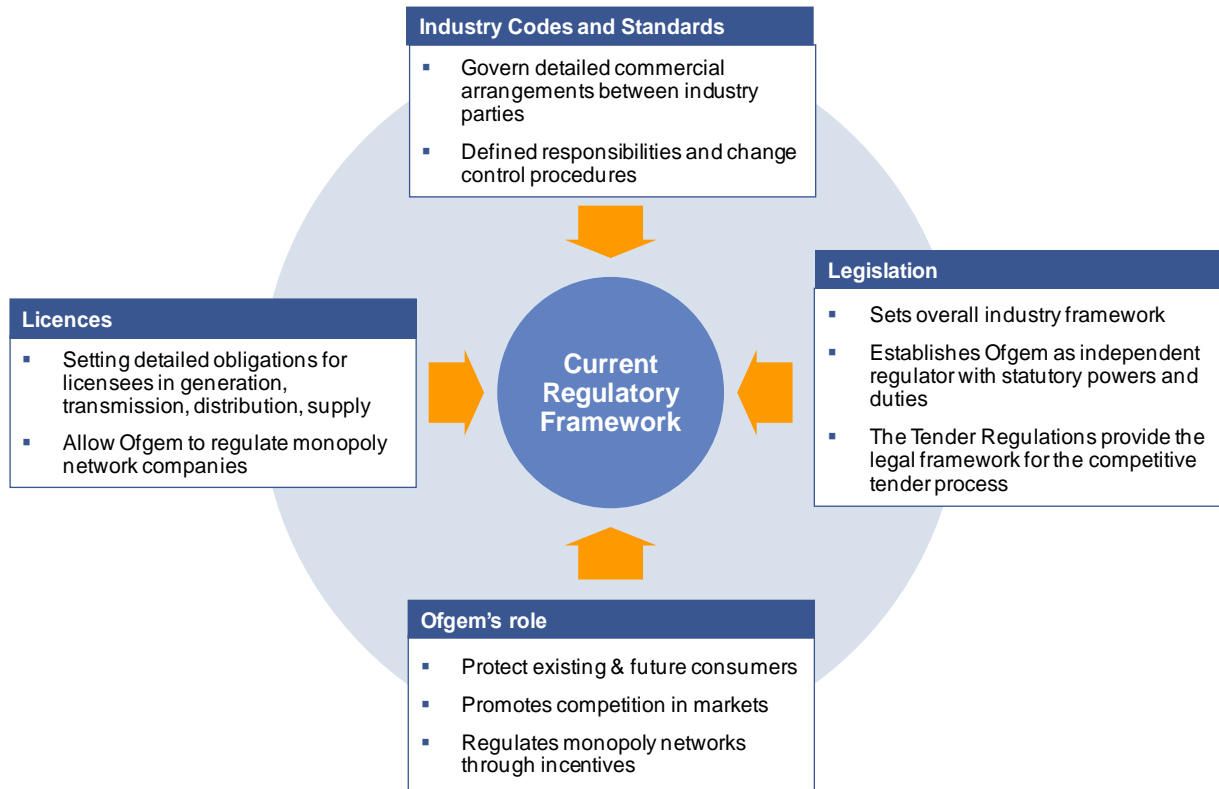 Industry Codes and Standards
▪ Govern detailed commercial
arrangements between industry
parties
▪ Defined responsibilities and change
control procedures
Licences
▪ Setting detailed obligations for
licensees in generation,
transmission, distribution, supply
▪ Allow Ofgem to regulate monopoly
network companies
Current
Regulatory
Framework
Legislation
▪ Sets overall industry framework
▪ Establishes Ofgem as independent
regulator with statutory powers and
duties
▪ The Tender Regulations provide the
legal framework for the competitive
tender process
Ofgem’s role
▪ Protect existing & future consumers
▪ Promotes competition in markets
▪ Regulates monopoly networks
through incentives